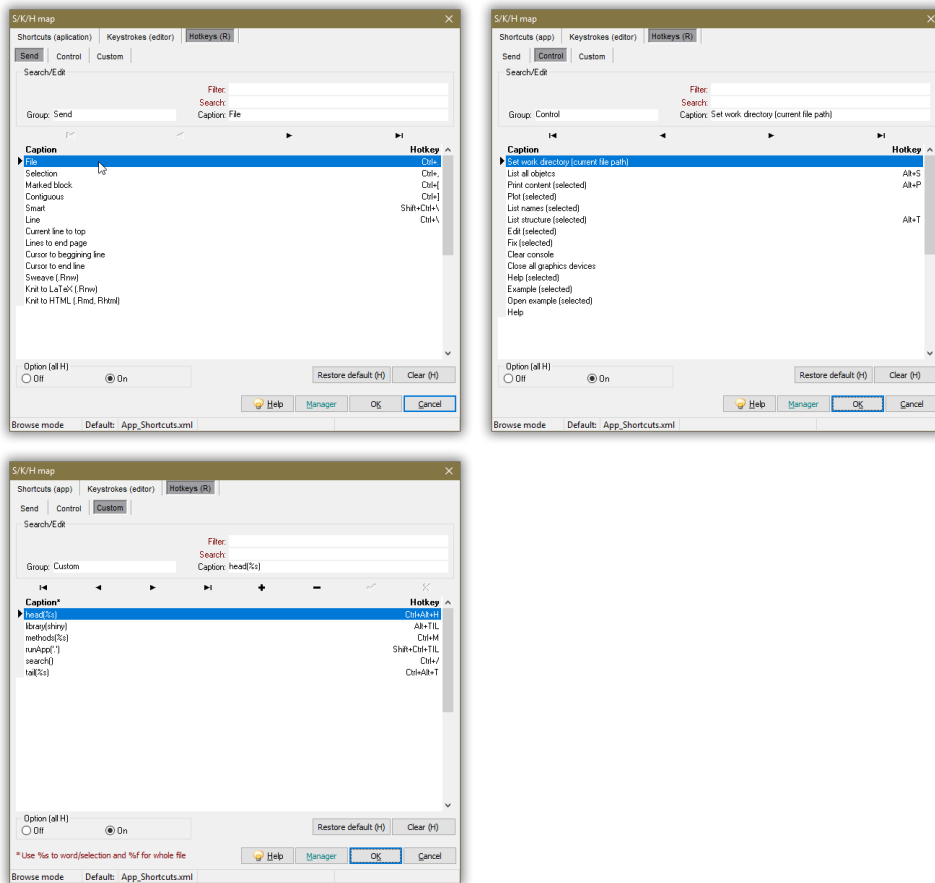 S/K/H map
Shortcuts (aplication) Keystrokes (editor) Hotkeys (R)
Send Control Custom
Search/Edit
Filter:
Search:
Group: Send Caption: File
Caption Hotkey
File Ctrl+.
Selection Ctrl+,
Marked block Ctrl+[
Contiguous Ctrl+]
Smart Shift+Ctrl+\
Line Ctrl+\
Current line to top
Lines to end page
Cursor to beggining line
Cursor to end line
Sweave (.Rnw)
Knit to LaTeX (.Rnw)
Knit to HTML (.Rmd, Rhtml)
Option (all H)
Off On Restore default (H) Clear (H)
Help Manager OK Cancel
Browse mode Default: App_Shortcuts.xml
S/K/H map
Shortcuts (app) Keystrokes (editor) Hotkeys (R)
Send Control Custom
Search/Edit
Filter:
Search:
Group: Control Caption: Set work directory (current file path)
Caption Hotkey
Set work directory (current file path)
List all objetcs Alt+S
Print content (selected) Alt+P
Plot (selected)
List names (selected)
List structure (selected) Alt+T
Edit (selected)
Fix (selected)
Clear console
Close all graphics devices
Help (selected)
Example (selected)
Open example (selected)
Help
Option (all H)
Off On Restore default (H) Clear (H)
Help Manager OK Cancel
Browse mode Default: App_Shortcuts.xml
S/K/H map
Shortcuts (app) Keystrokes (editor) Hotkeys (R)
Send Control Custom
Search/Edit
Filter:
Search:
Group: Custom Caption: head(%s)
Caption* Hotkey
head(%s) Ctrl+Alt+H
library(shiny) Alt+TIL
methods(%s) Ctrl+M
runApp('.') Shift+Ctrl+TIL
search() Ctrl+/
tail(%s) Ctrl+Alt+T
Option (all H)
Off On Restore default (H) Clear (H)
* Use %s to word/selection and %f for whole file Help Manager OK Cancel
Browse mode Default: App_Shortcuts.xml